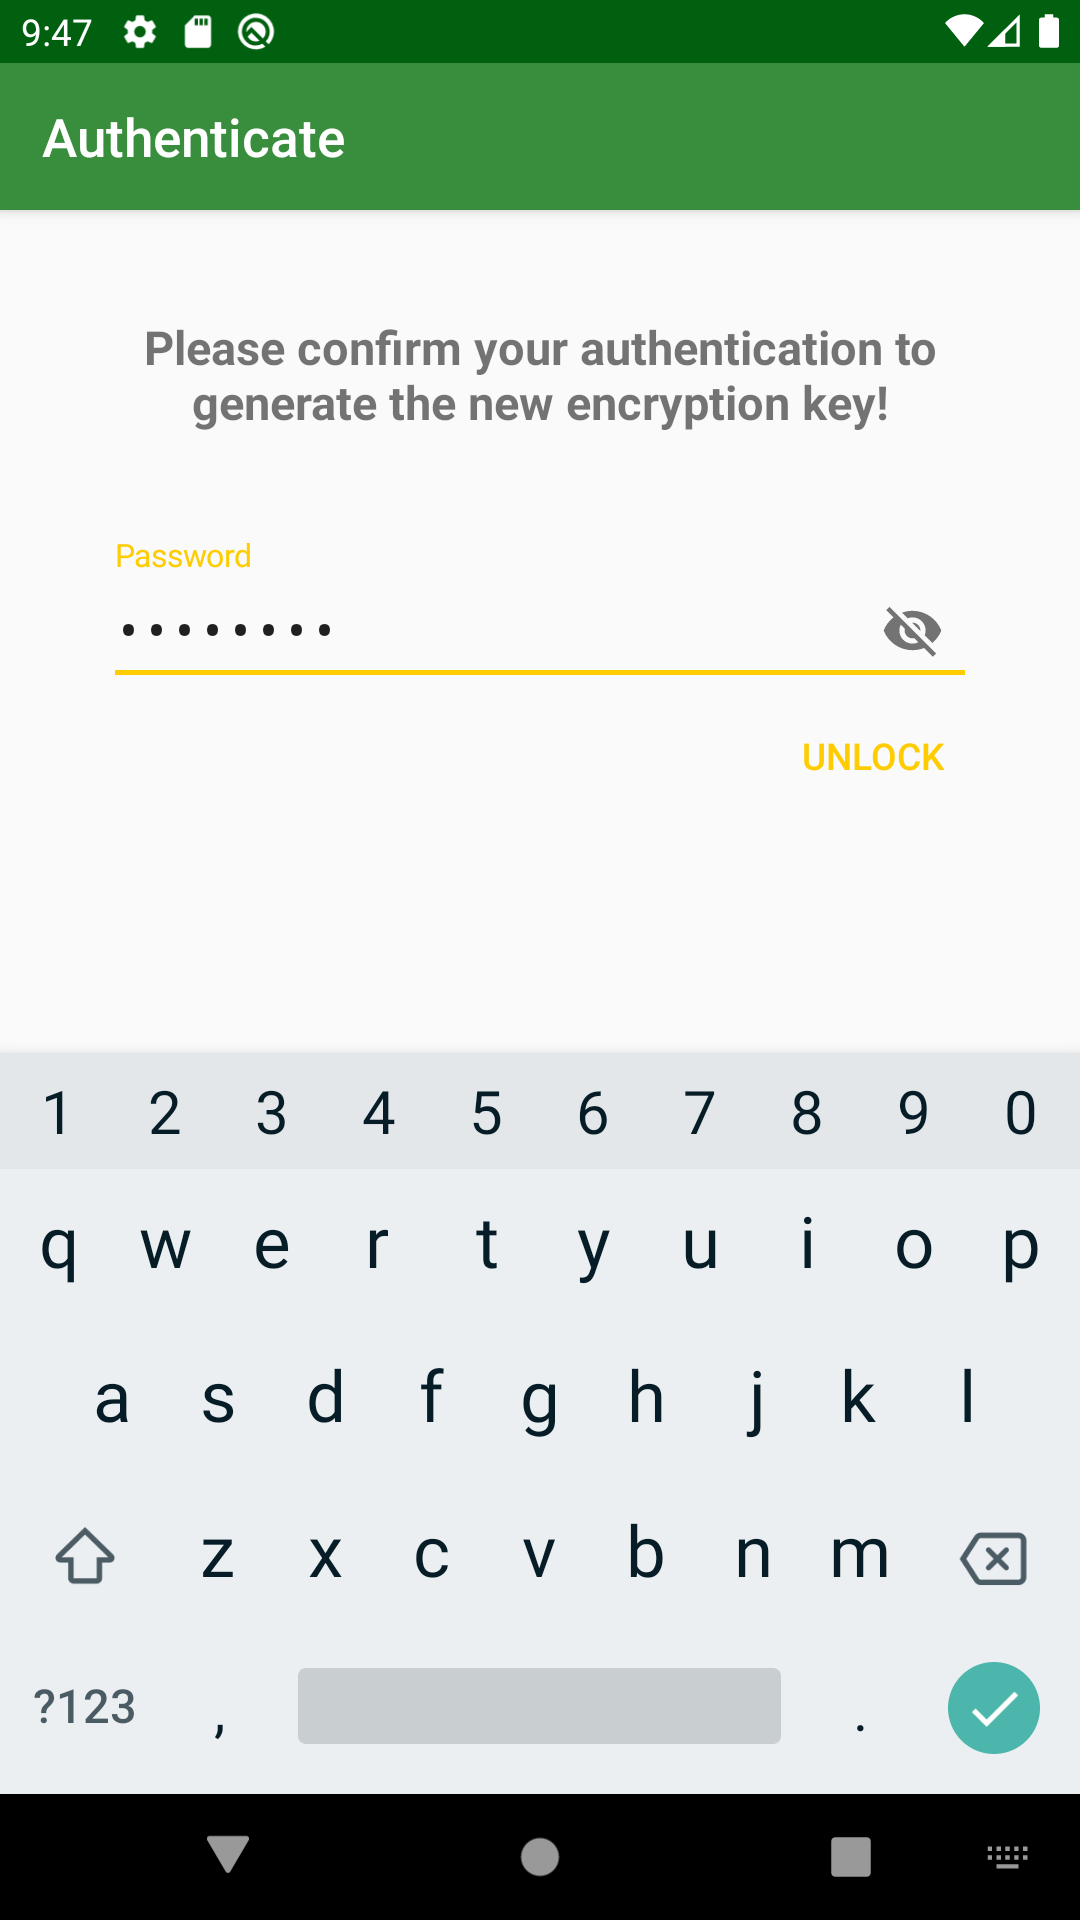 9:47
Authenticate
Please confirm your authentication to
generate the new encryption key!
Password
••••••••
UNLOCK
1 2 3 4 5 6 7 8 9 0
q w e r t y u i o p
a s d f g h j k l
z x c v b n m
?123 , .